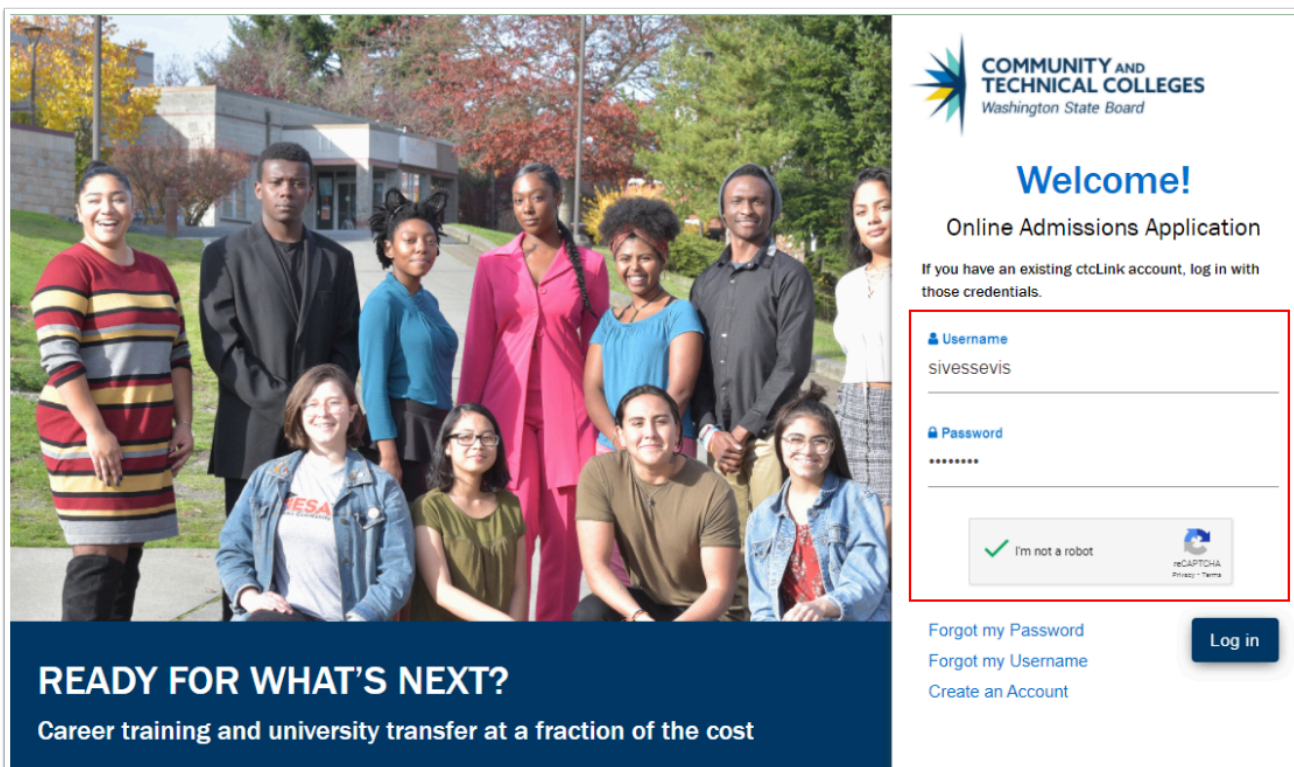 COMMUNITY AND
TECHNICAL COLLEGES
Washington State Board
Welcome!
Online Admissions Application
If you have an existing ctcLink account, log in with
those credentials.
Username
sivessevis
Password
I'm not a robot
reCAPTCHA
Privacy - Terms
Forgot my Password
Log in
Forgot my Username
Create an Account
MESA
READY FOR WHAT'S NEXT?
Career training and university transfer at a fraction of the cost